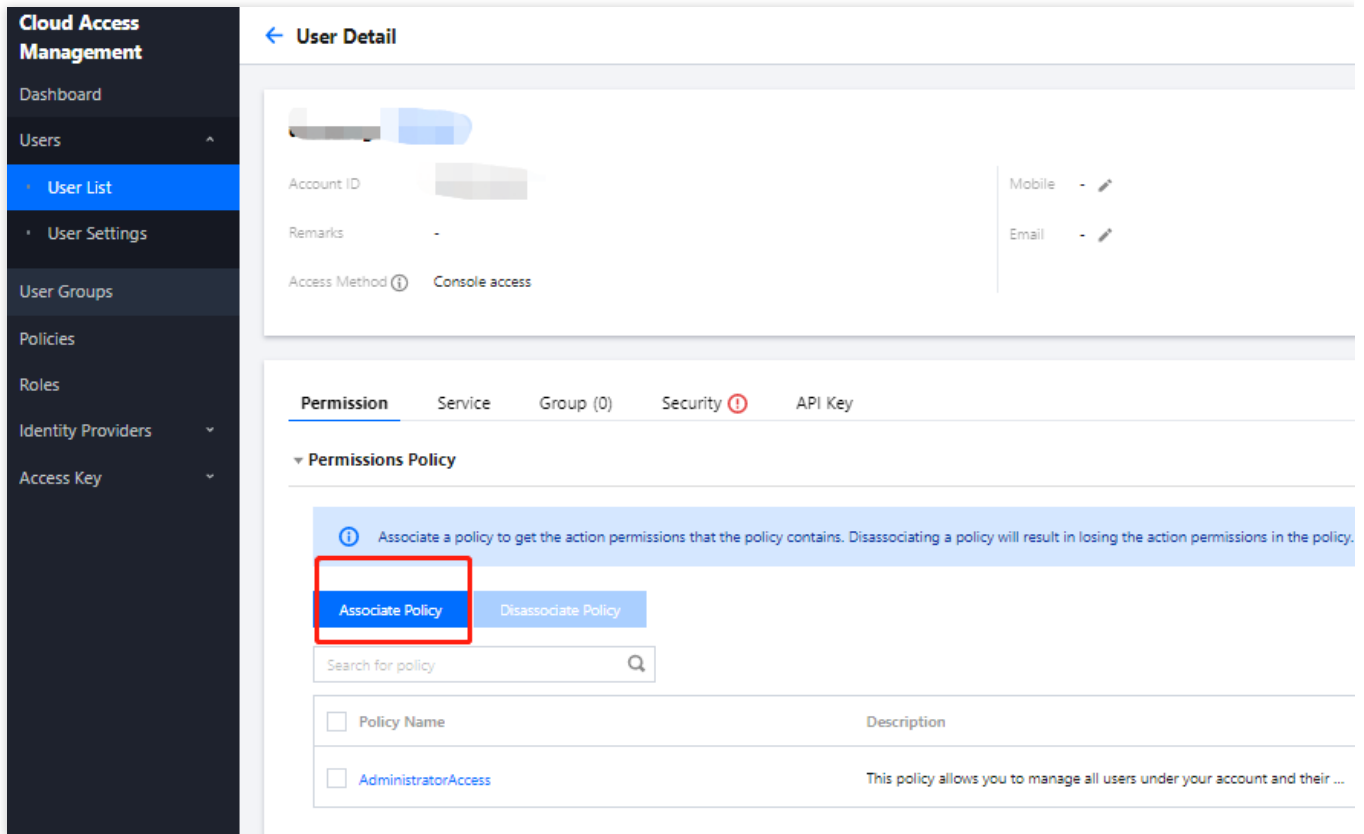 Cloud Access
Management
Dashboard
Users
User List
User Settings
User Groups
Policies
Roles
Identity Providers
Access Key
User Detail
Account ID
Remarks -
Access Method Console access
Mobile -
Email -
Permission Service Group (0) Security API Key
Permissions Policy
Associate a policy to get the action permissions that the policy contains. Disassociating a policy will result in losing the action permissions in the policy.
Associate Policy Disassociate Policy
Search for policy
Policy Name Description
AdministratorAccess This policy allows you to manage all users under your account and their ...